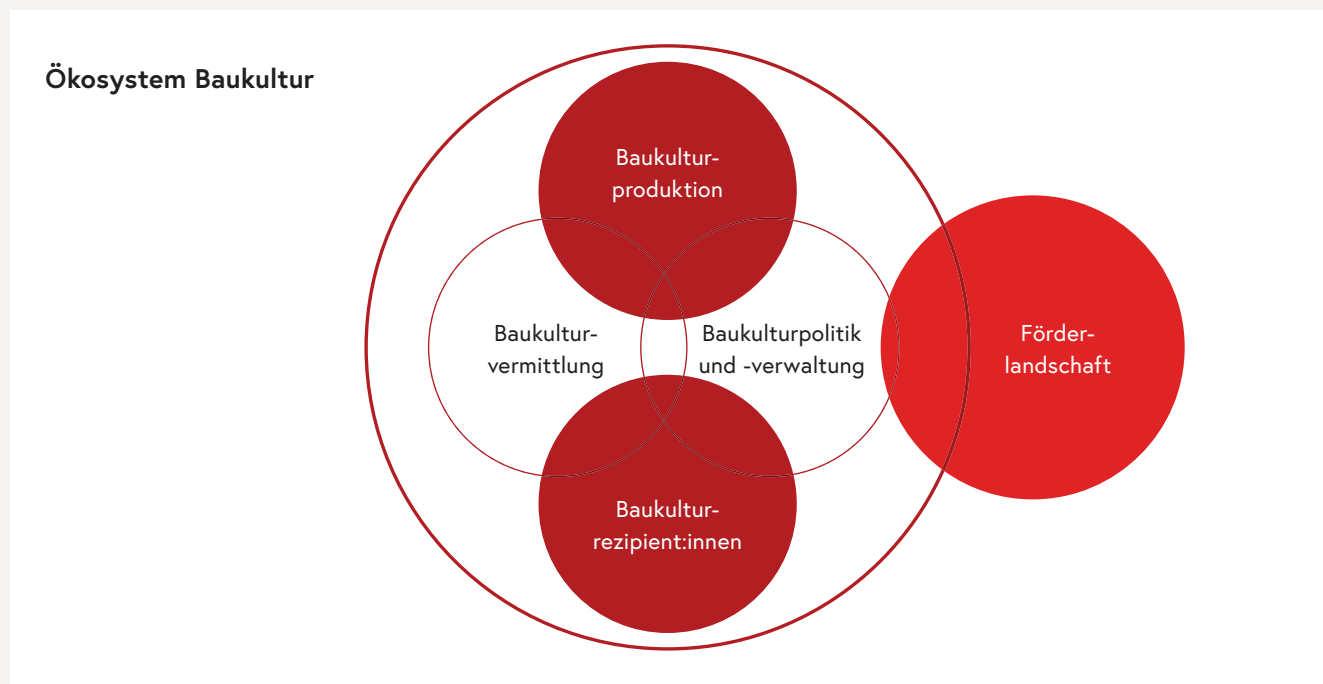 Ökosystem Baukultur
Baukultur-
produktion
Baukultur-
vermittlung
Baukulturpolitik
und -verwaltung
Förder-
landschaft
Baukultur-
rezipient:innen